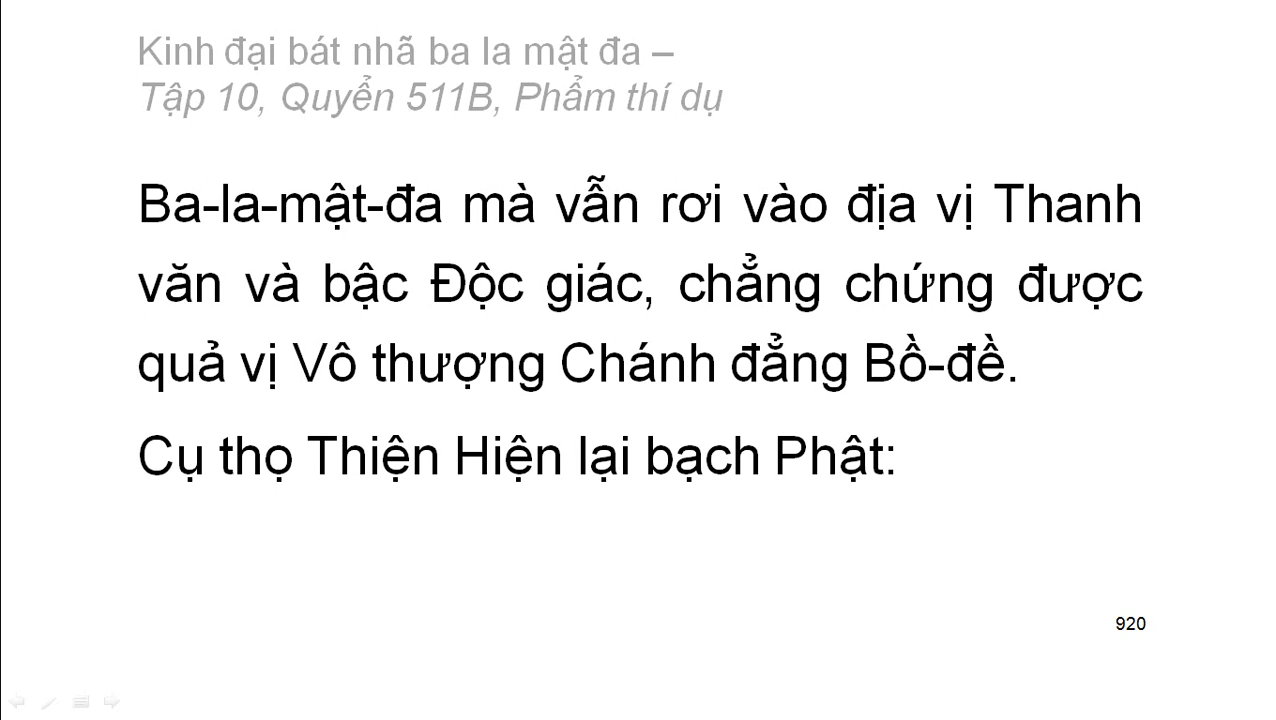 Kinh đại bát nhã ba la mật đa –
Tập 10, Quyển 511B, Phẩm thí dụ
Ba-la-mật-đa mà vẫn rơi vào địa vị Thanh
văn và bậc Độc giác, chẳng chứng được
quả vị Vô thượng Chánh đẳng Bồ-đề.
Cụ thọ Thiện Hiện lại bạch Phật:
920